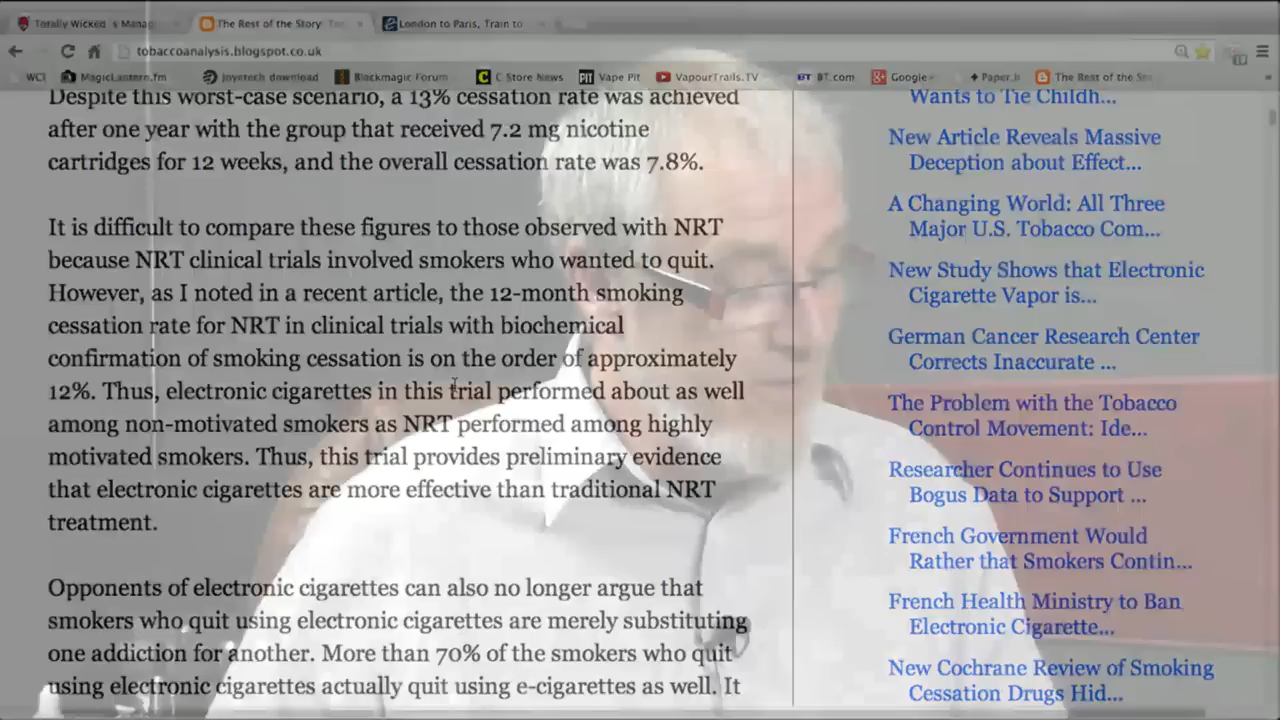 Totally Wicked
The Rest of the Story:
London to Paris, Train to
tobaccoanalysis.blogspot.co.uk
WCI
MagicLantern.fm
Joyetech download
Blackmagic Forum
C Store News
PIT Vape Pit
VapourTrails.TV
BT BT.com
Google
Paper.li
The Rest of the
Despite this worst-case scenario, a 13% cessation rate was achieved
after one year with the group that received 7.2 mg nicotine
cartridges for 12 weeks, and the overall cessation rate was 7.8%.
It is difficult to compare these figures to those observed with NRT
because NRT clinical trials involved smokers who wanted to quit.
However, as I noted in a recent article, the 12-month smoking
cessation rate for NRT in clinical trials with biochemical
confirmation of smoking cessation is on the order of approximately
12%. Thus, electronic cigarettes in this trial performed about as well
among non-motivated smokers as NRT performed among highly
motivated smokers. Thus, this trial provides preliminary evidence
that electronic cigarettes are more effective than traditional NRT
treatment.
Opponents of electronic cigarettes can also no longer argue that
smokers who quit using electronic cigarettes are merely substituting
one addiction for another. More than 70% of the smokers who quit
using electronic cigarettes actually quit using e-cigarettes as well. It
Wants to Tie Childh...
New Article Reveals Massive
Deception about Effect...
A Changing World: All Three
Major U.S. Tobacco Com...
New Study Shows that Electronic
Cigarette Vapor is...
German Cancer Research Center
Corrects Inaccurate ...
The Problem with the Tobacco
Control Movement: Ide...
Researcher Continues to Use
Bogus Data to Support ...
French Government Would
Rather that Smokers Contin...
French Health Ministry to Ban
Electronic Cigarette...
New Cochrane Review of Smoking
Cessation Drugs Hid...